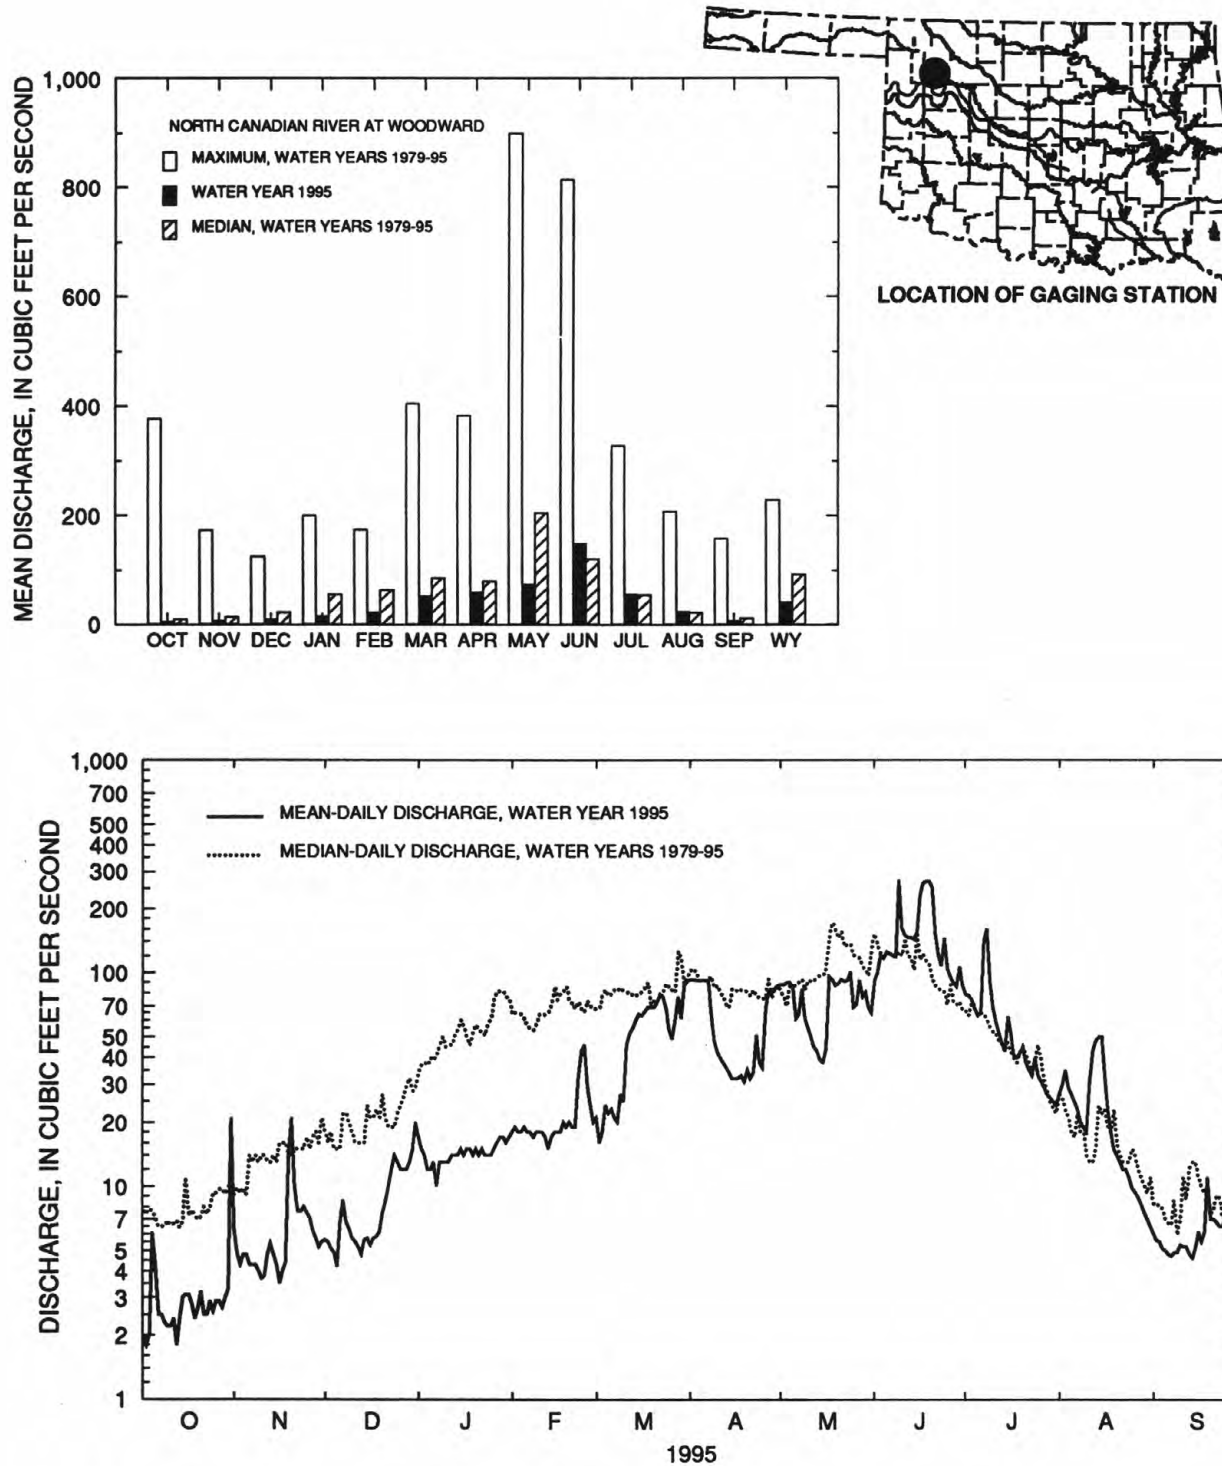 1,000
800
600
400
200
0
MEAN DISCHARGE, IN CUBIC FEET PER SECOND
NORTH CANADIAN RIVER AT WOODWARD
MAXIMUM, WATER YEARS 1979-95
WATER YEAR 1995
MEDIAN, WATER YEARS 1979-95
OCT NOV DEC JAN FEB MAR APR MAY JUN JUL AUG SEP WY
LOCATION OF GAGING STATION
1,000
700
500
400
300
200
100
70
50
40
30
20
10
7
5
4
3
2
1
DISCHARGE, IN CUBIC FEET PER SECOND
MEAN-DAILY DISCHARGE, WATER YEAR 1995
MEDIAN-DAILY DISCHARGE, WATER YEARS 1979-95
O N D J F M A M J J A S
1995